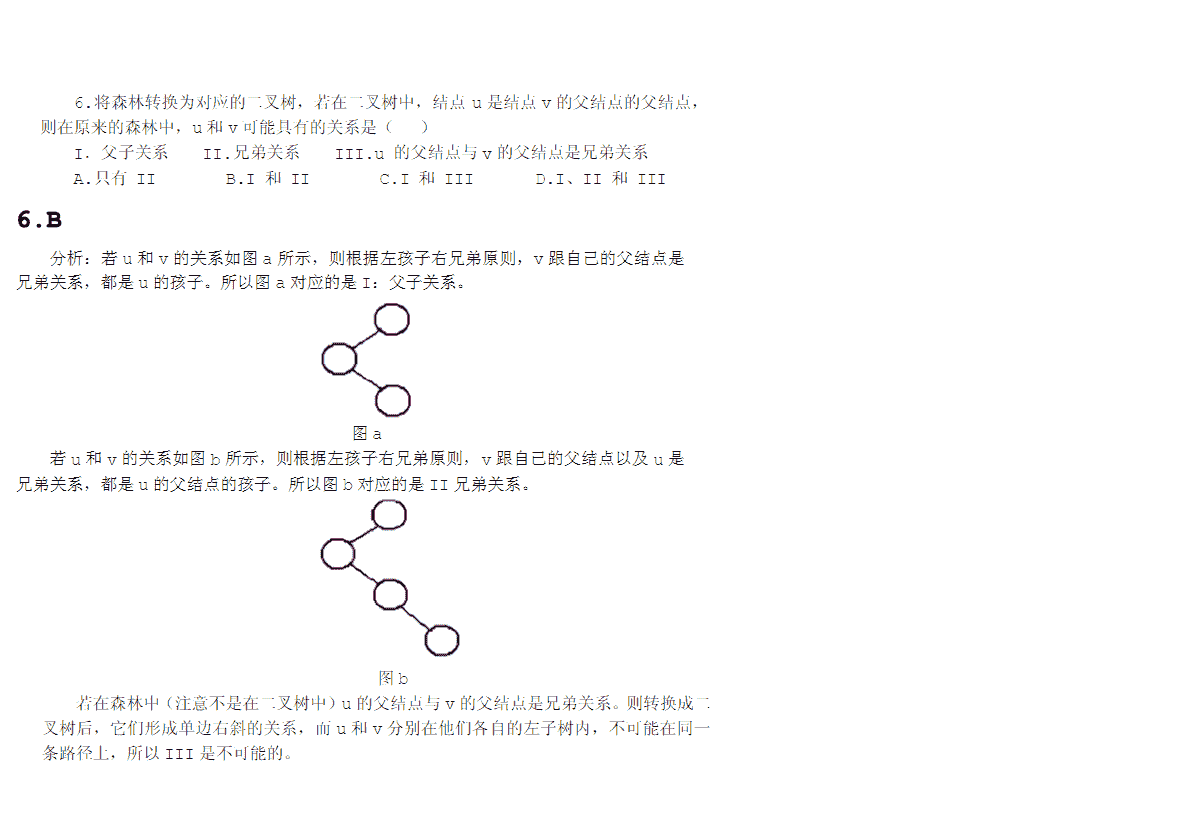 6.将森林转换为对应的二叉树，若在二叉树中，结点 u 是结点 v 的父结点的父结点，
则在原来的森林中，u 和 v 可能具有的关系是（ ）
I．父子关系 II.兄弟关系 III.u 的父结点与 v 的父结点是兄弟关系
A.只有 II B.I 和 II C.I 和 III D.I、II 和 III
6.B
分析：若 u 和 v 的关系如图 a 所示，则根据左孩子右兄弟原则，v 跟自己的父结点是
兄弟关系，都是 u 的孩子。所以图 a 对应的是 I：父子关系。
图 a
若 u 和 v 的关系如图 b 所示，则根据左孩子右兄弟原则，v 跟自己的父结点以及 u 是
兄弟关系，都是 u 的父结点的孩子。所以图 b 对应的是 II 兄弟关系。
图 b
若在森林中（注意不是在二叉树中）u 的父结点与 v 的父结点是兄弟关系。则转换成二
叉树后，它们形成单边右斜的关系，而 u 和 v 分别在他们各自的左子树内，不可能在同一
条路径上，所以 III 是不可能的。